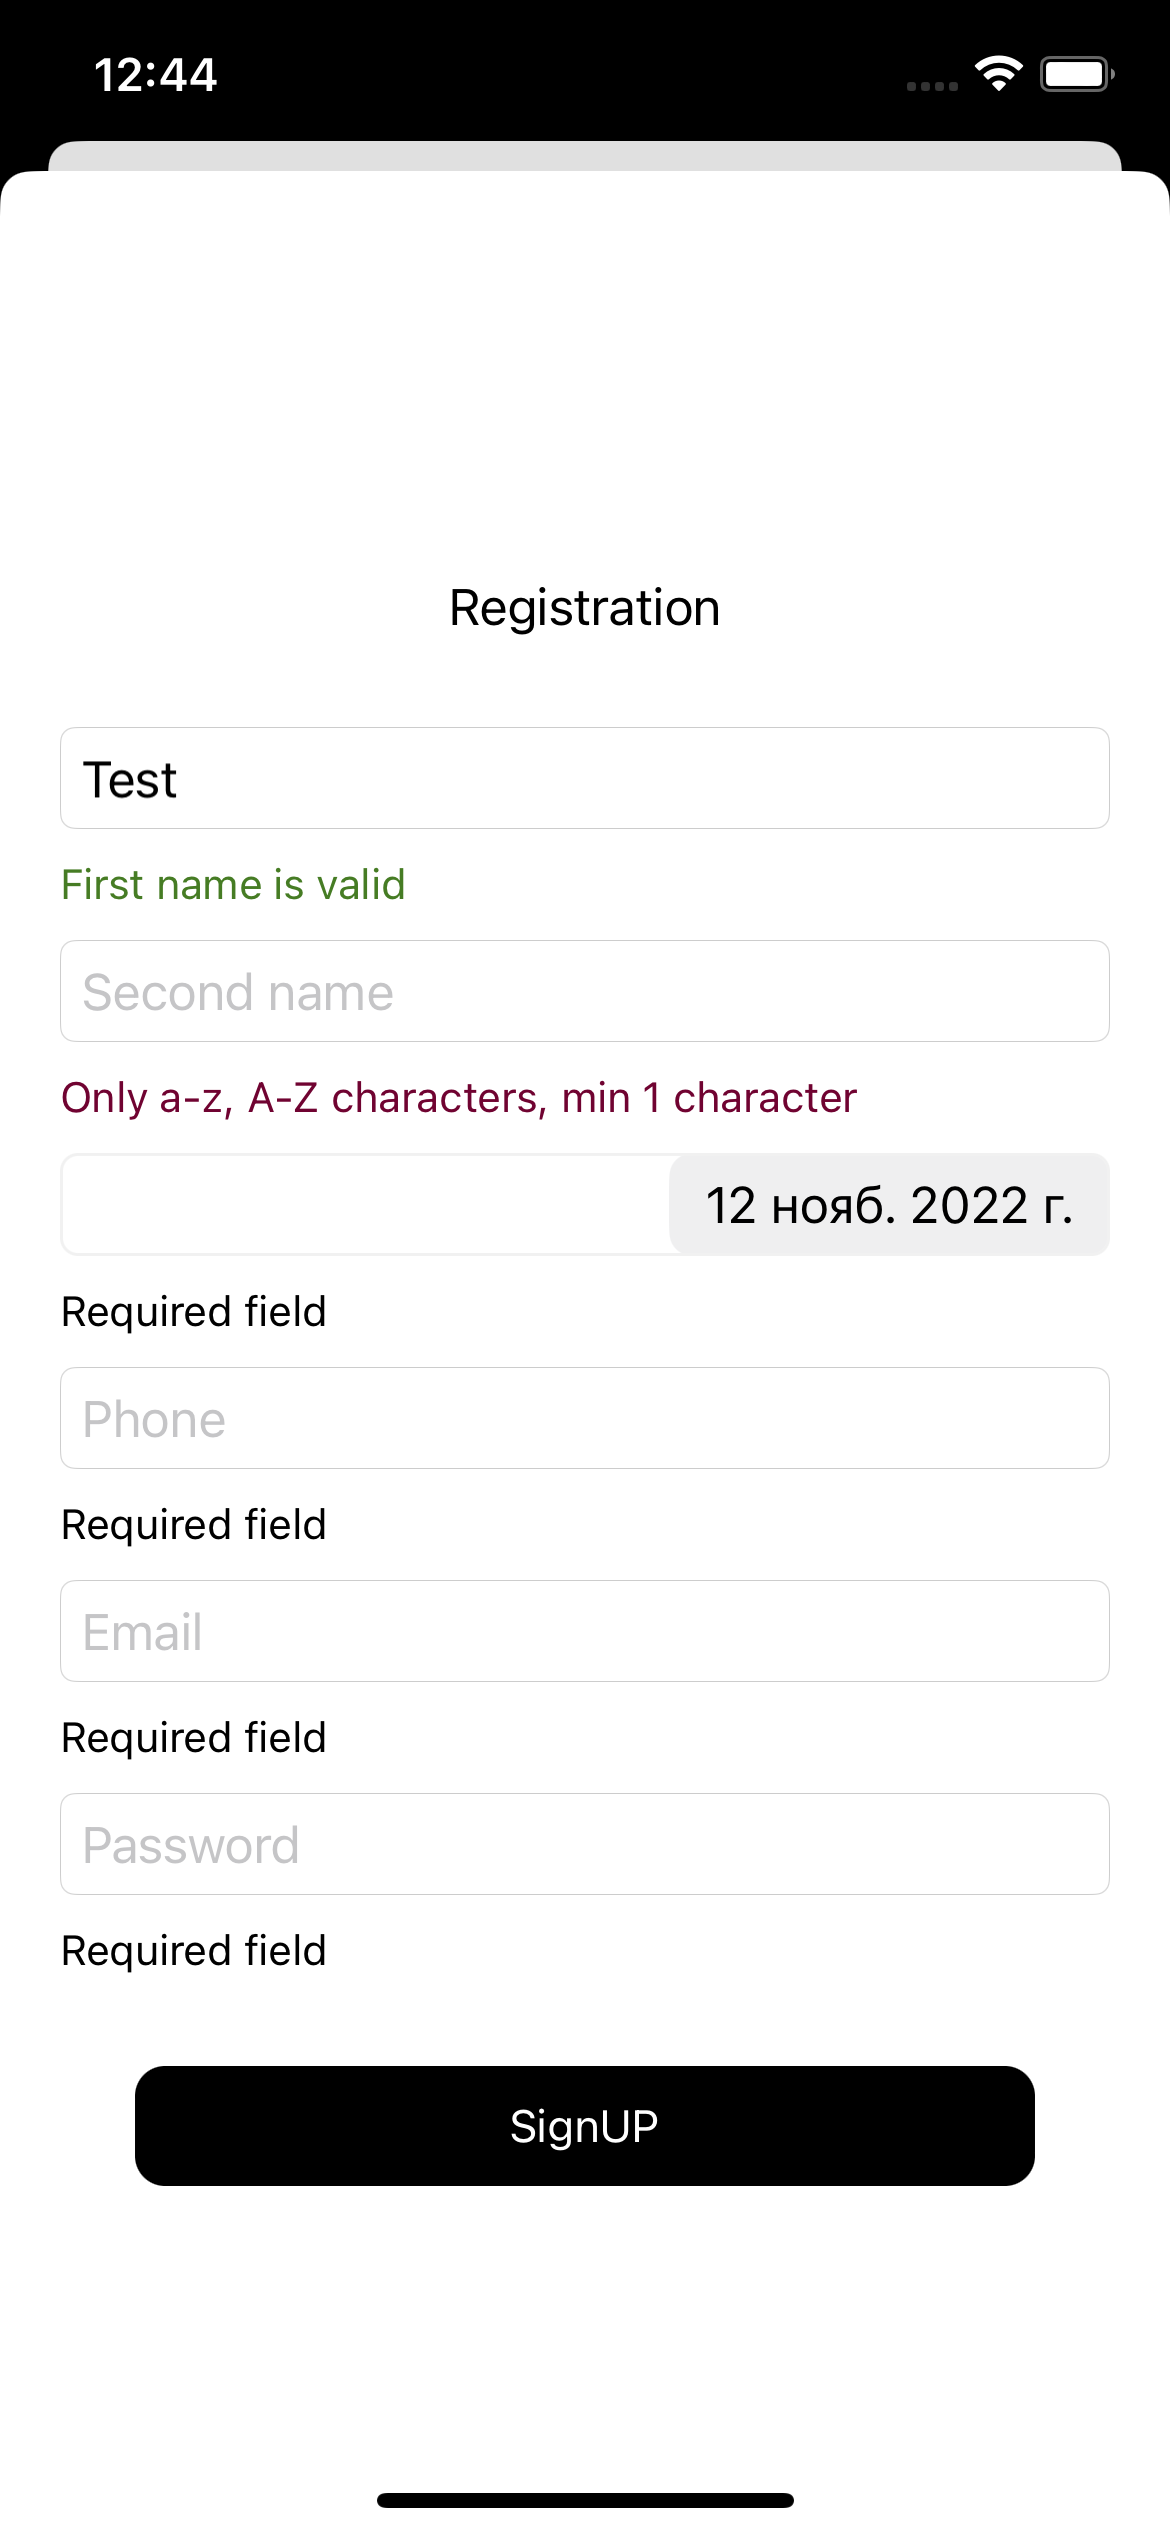 12:44
Registration
Test
First name is valid
Second name
Only a-z, A-Z characters, min 1 character
12 нояб. 2022 г.
Required field
Phone
Required field
Email
Required field
Password
Required field
SignUP